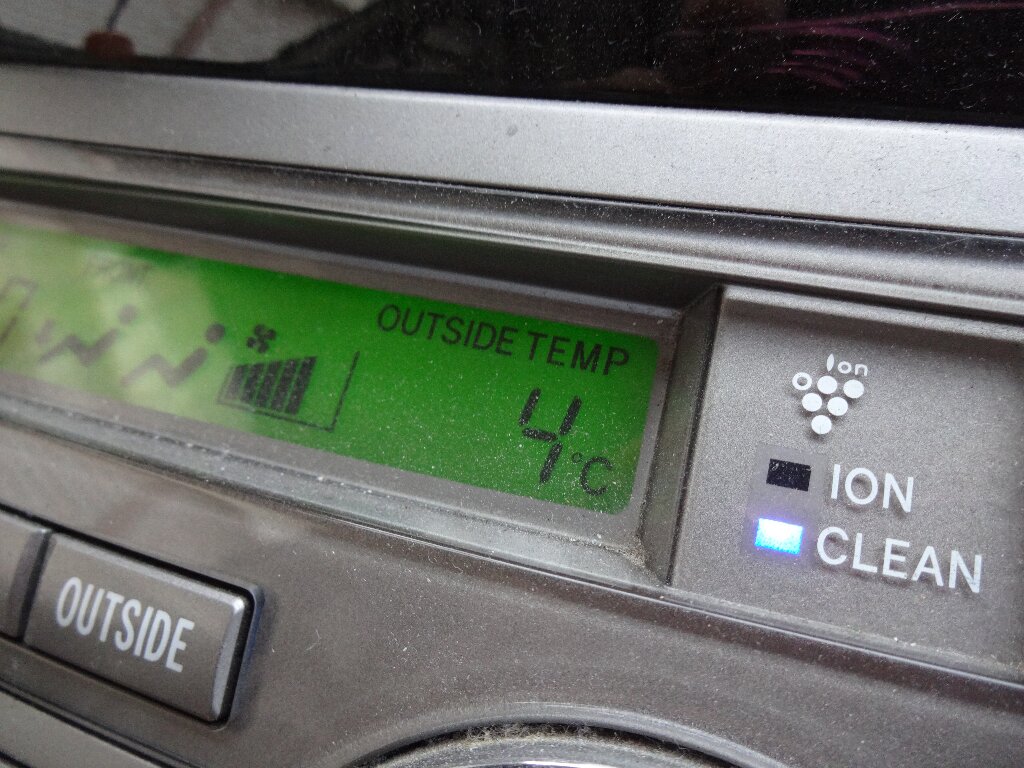 OUTSIDE TEMP
4°C
Ion
ION
CLEAN
OUTSIDE